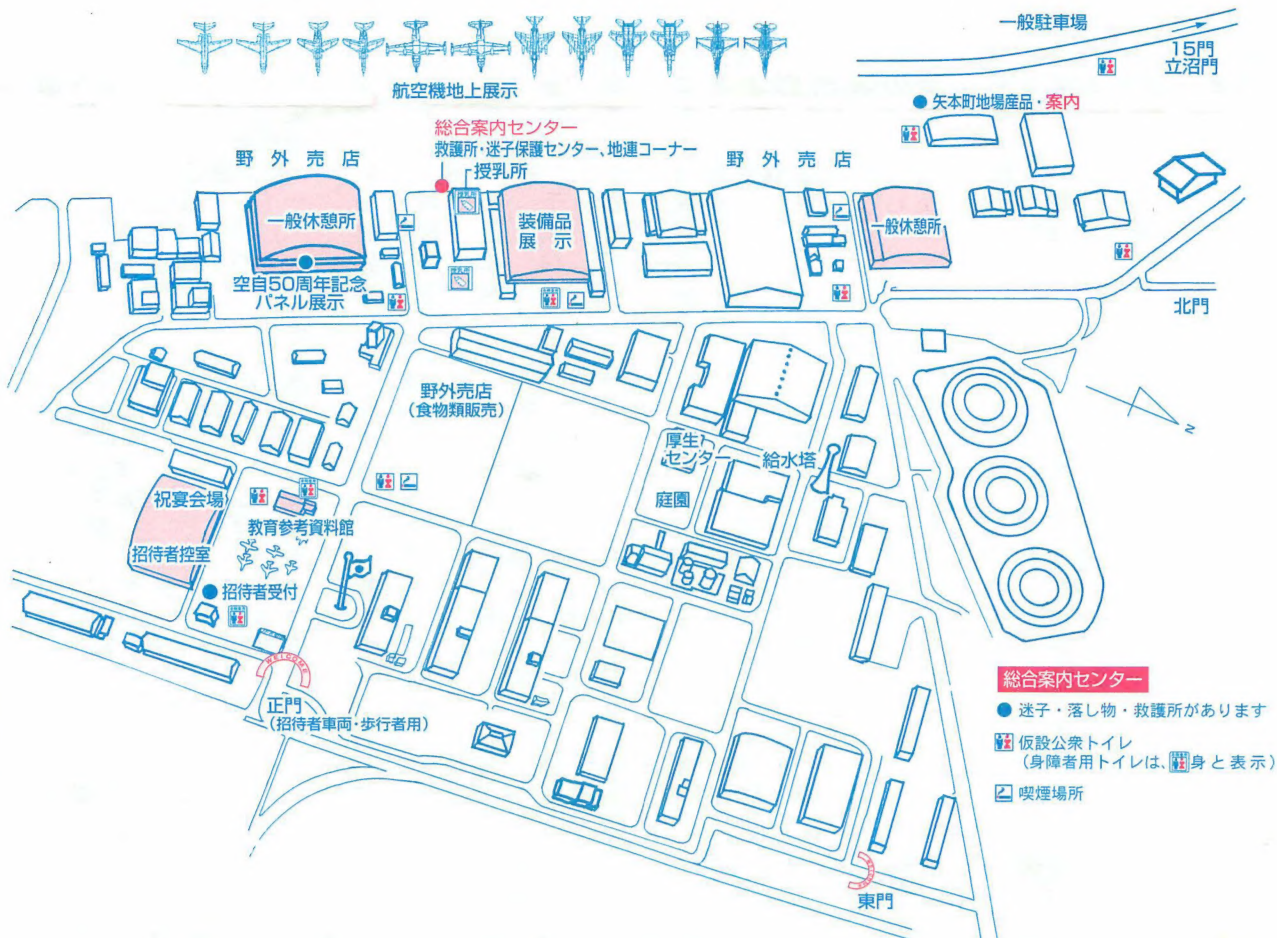 一般駐車場
15門
立沼門
航空機地上展示
矢本町地場産品・案内
総合案内センター
救護所・迷子保護センター、地連コーナー
授乳所
野外売店
野外売店
授乳所
一般休憩所
装備品
展示
一般休憩所
空自50周年記念
パネル展示
授乳所
北門
野外売店
(食物類販売)
N
厚生
センター
給水塔
庭園
祝宴会場
教育参考資料館
招待者控室
招待者受付
WELCOME
正門
(招待者車両・歩行者用)
総合案内センター
迷子・落し物・救護所があります
仮設公衆トイレ
(身障者用トイレは、身と表示)
喫煙場所
東門